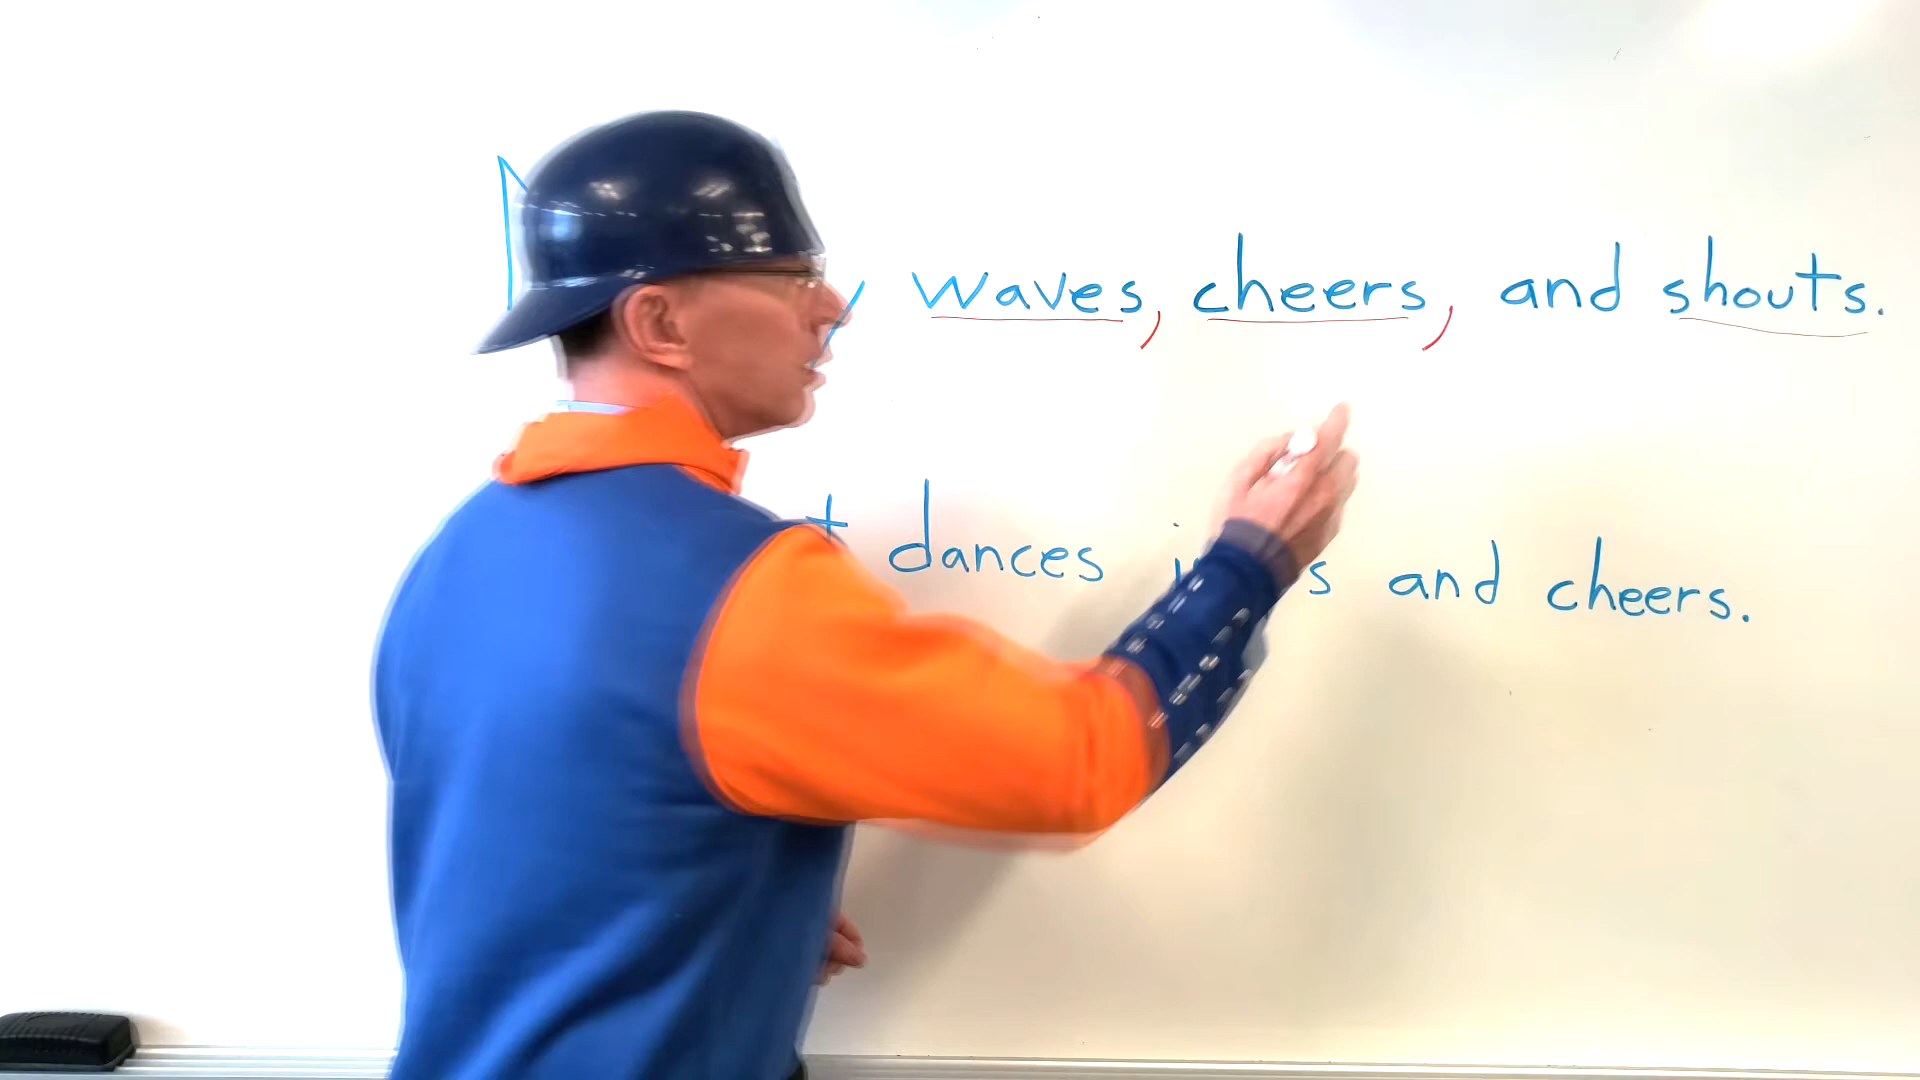 waves, cheers, and shouts.
dances and cheers.